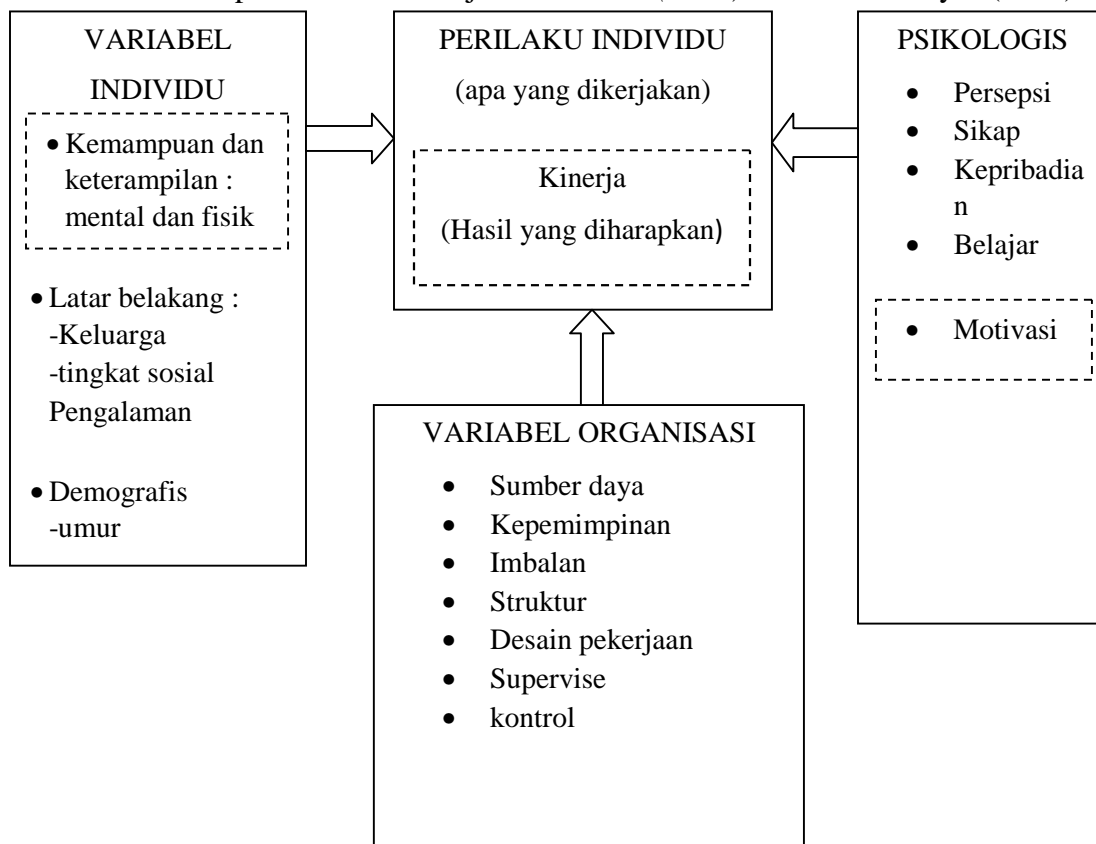 VARIABEL
INDIVIDU
• Kemampuan dan
keterampilan :
mental dan fisik
• Latar belakang :
-Keluarga
-tingkat sosial
Pengalaman
• Demografis
-umur
PERILAKU INDIVIDU
(apa yang dikerjakan)
Kinerja
(Hasil yang diharapkan)
PSIKOLOGIS
• Persepsi
• Sikap
• Kepribadia
n
• Belajar
• Motivasi
VARIABEL ORGANISASI
• Sumber daya
• Kepemimpinan
• Imbalan
• Struktur
• Desain pekerjaan
• Supervise
• kontrol